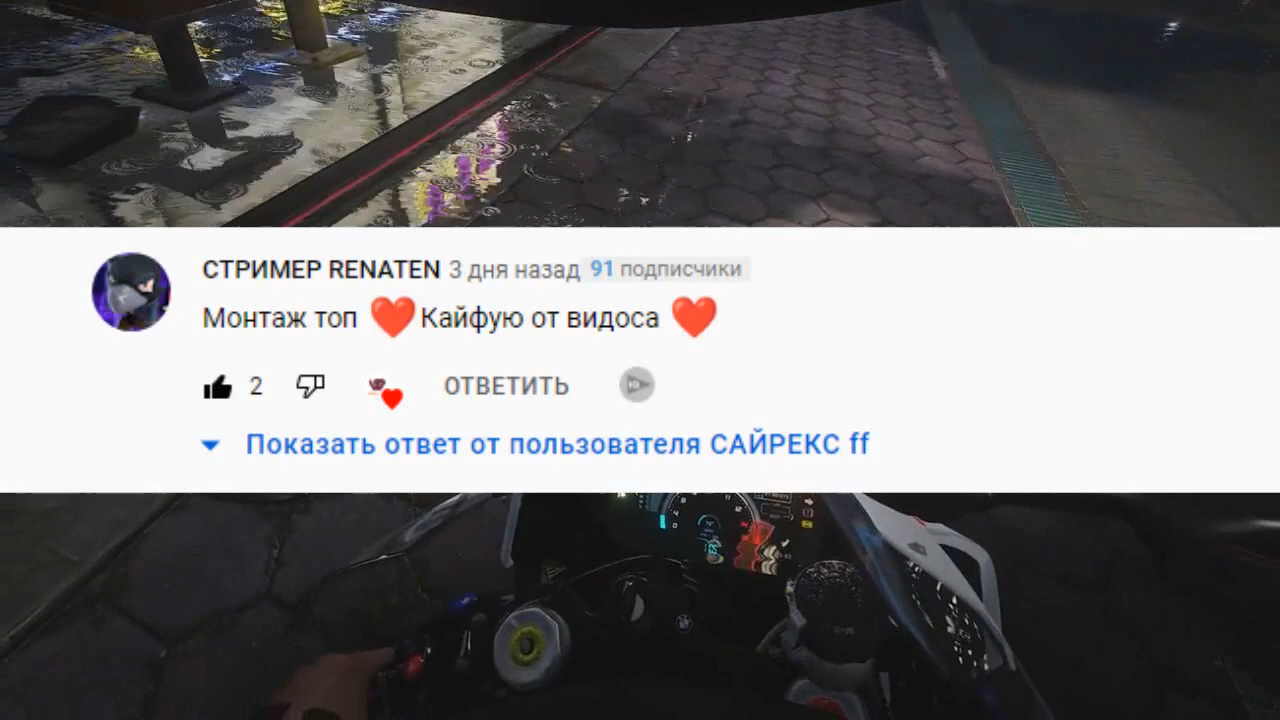 СТРИМЕР RENATEN 3 дня назад 91 подписчики
Монтаж топ ❤️ Кайфую от видоса ❤️
2 ОТВЕТИТЬ
Показать ответ от пользователя САЙРЕКС ff